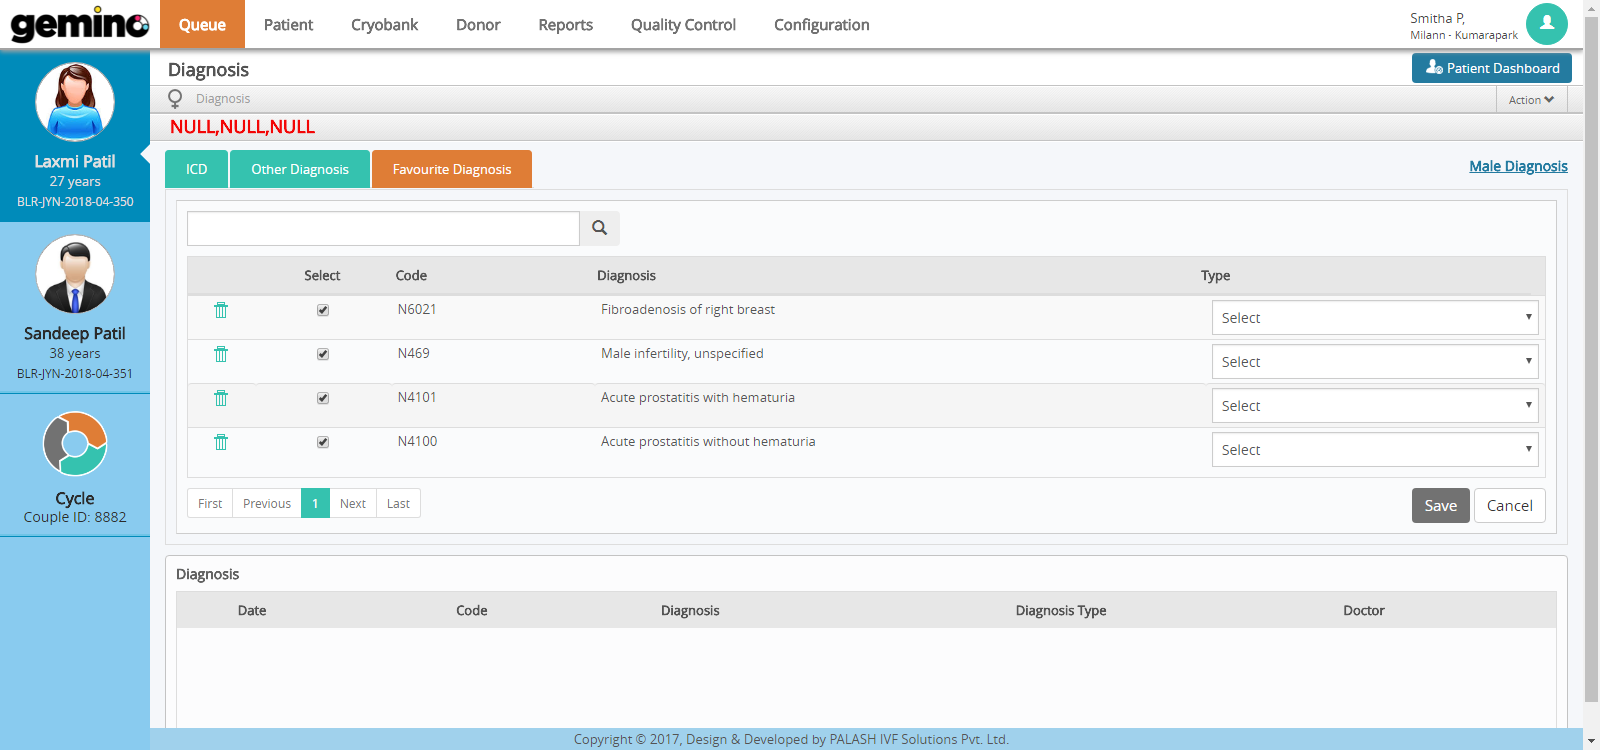 gemino
Queue Patient Cryobank Donor Reports Quality Control Configuration
Smitha P,
Milann - Kumarapark
Laxmi Patil
27 years
BLR-JYN-2018-04-350
Sandeep Patil
38 years
BLR-JYN-2018-04-351
Cycle
Couple ID: 8882
Diagnosis
Patient Dashboard
Diagnosis
Action
NULL,NULL,NULL
ICD Other Diagnosis Favourite Diagnosis
Male Diagnosis
Select Code Diagnosis Type
N6021 Fibroadenosis of right breast Select
N469 Male infertility, unspecified Select
N4101 Acute prostatitis with hematuria Select
N4100 Acute prostatitis without hematuria Select
First Previous 1 Next Last
Save Cancel
Diagnosis
Date Code Diagnosis Diagnosis Type Doctor
Copyright © 2017, Design & Developed by PALASH IVF Solutions Pvt. Ltd.